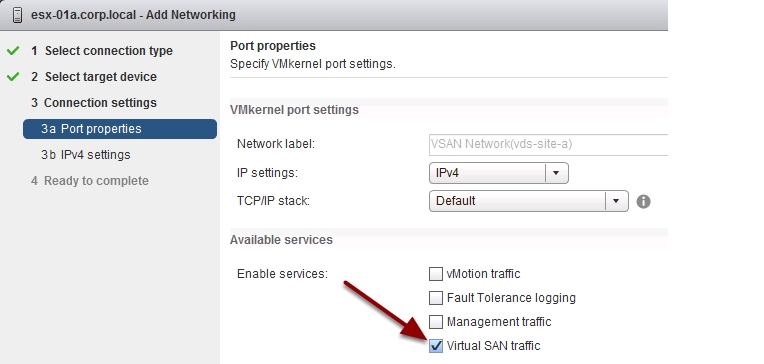 esx-01a.corp.local - Add Networking
1 Select connection type
2 Select target device
3 Connection settings
3a Port properties
3b IPv4 settings
4 Ready to complete
Port properties
Specify VMkernel port settings.
VMkernel port settings
Network label: VSAN Network(vds-site-a)
IP settings: IPv4
TCP/IP stack: Default
Available services
Enable services: vMotion traffic
Fault Tolerance logging
Management traffic
Virtual SAN traffic